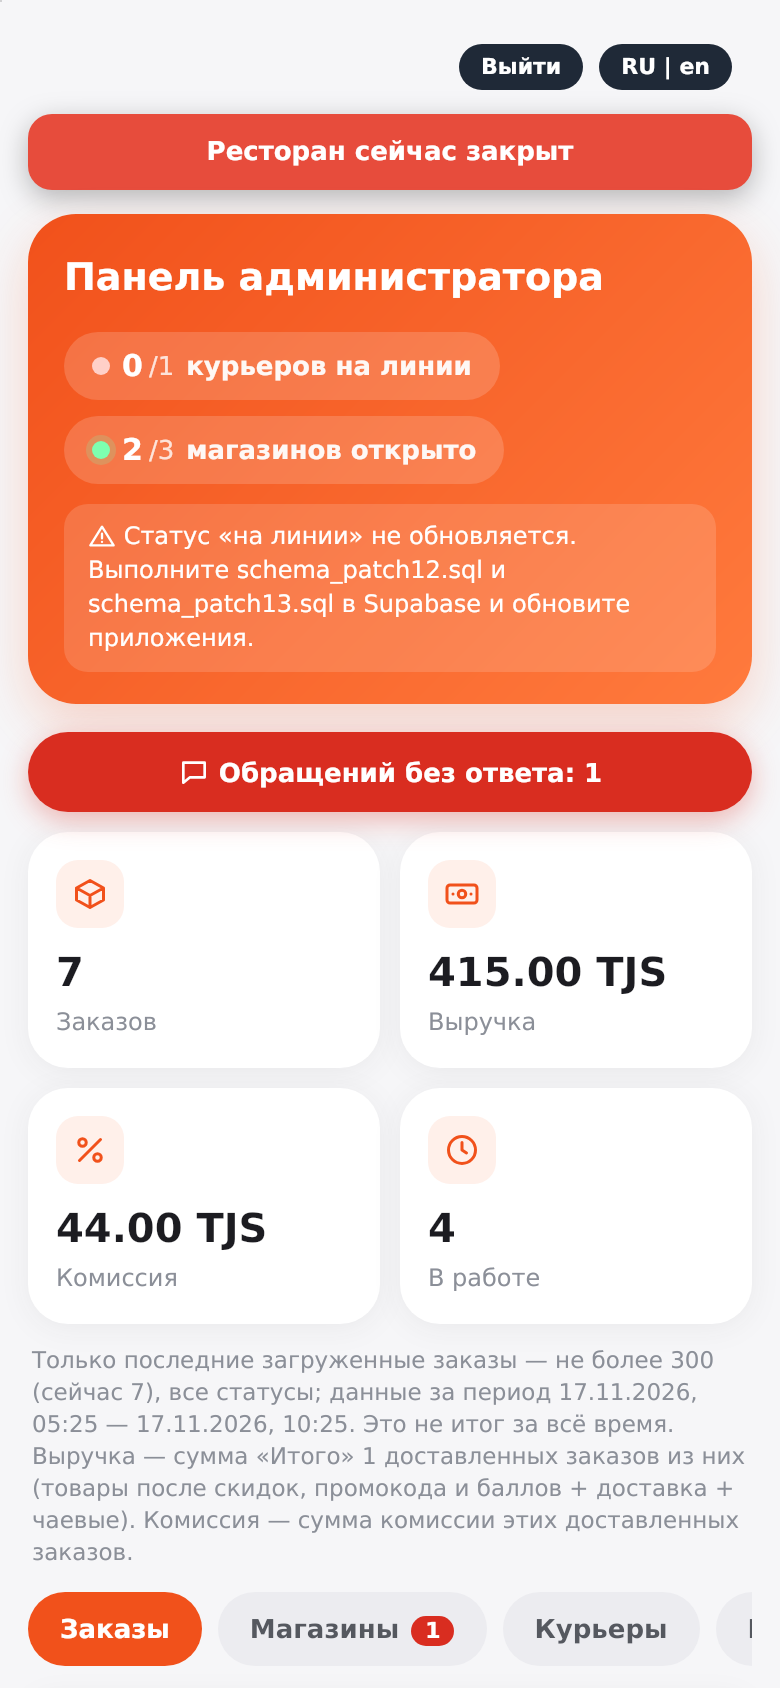 Выйти
RU | en
Ресторан сейчас закрыт
Панель администратора
0 /1 курьеров на линии
2 /3 магазинов открыто
Статус «на линии» не обновляется.
Выполните schema_patch12.sql и
schema_patch13.sql в Supabase и обновите
приложения.
Обращений без ответа: 1
7
Заказов
415.00 TJS
Выручка
44.00 TJS
Комиссия
4
В работе
Только последние загруженные заказы — не более 300
(сейчас 7), все статусы; данные за период 17.11.2026,
05:25 — 17.11.2026, 10:25. Это не итог за всё время.
Выручка — сумма «Итого» 1 доставленных заказов из них
(товары после скидок, промокода и баллов + доставка +
чаевые). Комиссия — сумма комиссии этих доставленных
заказов.
Заказы
Магазины 1
Курьеры